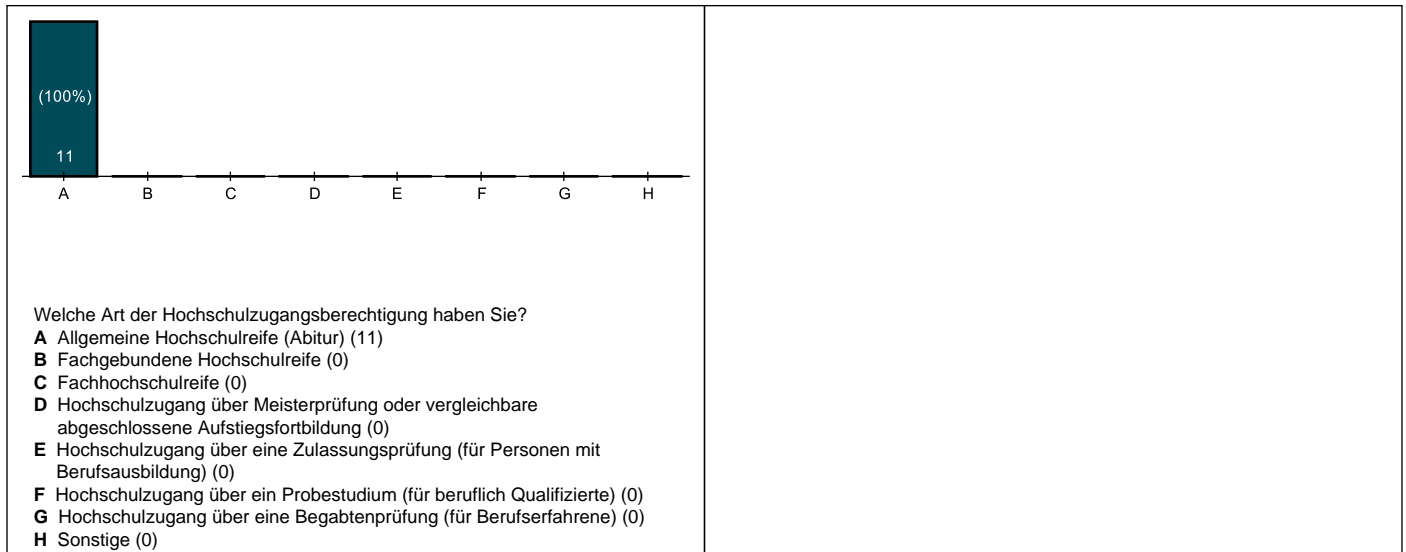 (100%)
11
A B C D E F G H
Welche Art der Hochschulzugangsberechtigung haben Sie?
A Allgemeine Hochschulreife (Abitur) (11)
B Fachgebundene Hochschulreife (0)
C Fachhochschulreife (0)
D Hochschulzugang über Meisterprüfung oder vergleichbare
abgeschlossene Aufstiegsfortbildung (0)
E Hochschulzugang über eine Zulassungsprüfung (für Personen mit
Berufsausbildung) (0)
F Hochschulzugang über ein Probestudium (für beruflich Qualifizierte) (0)
G Hochschulzugang über eine Begabtenprüfung (für Berufserfahrene) (0)
H Sonstige (0)